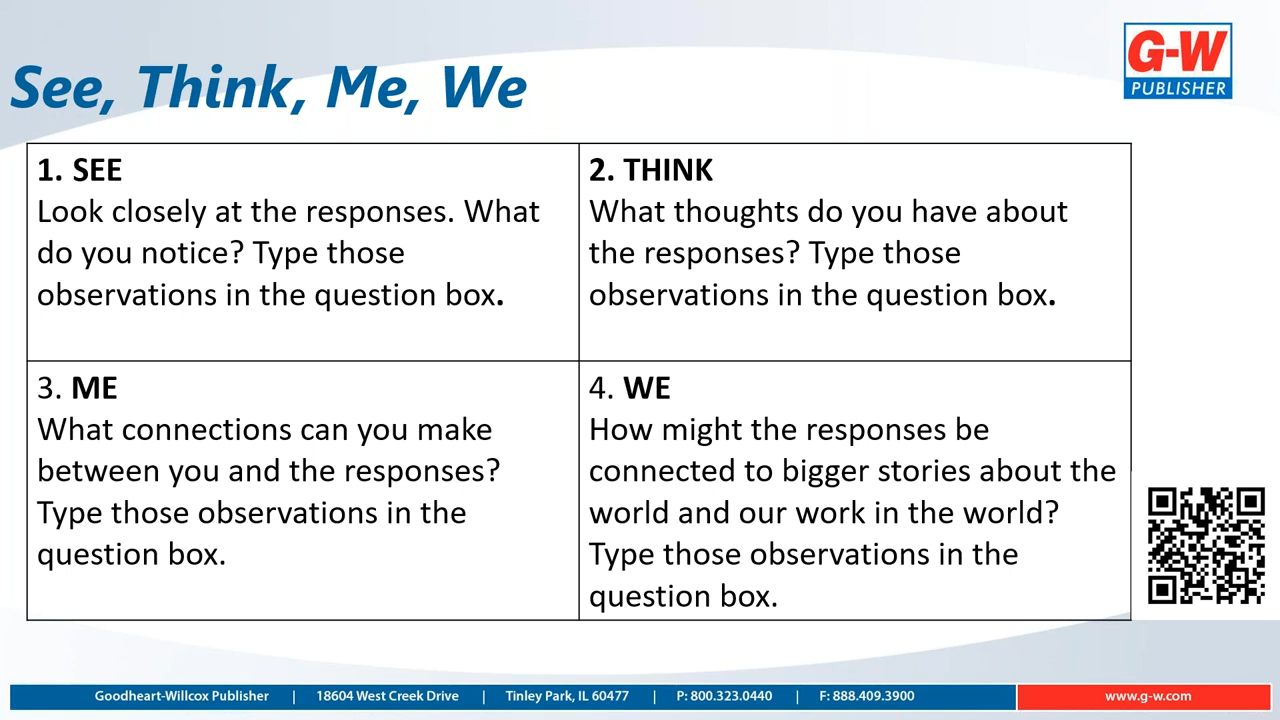 See, Think, Me, We
G-W
PUBLISHER
1. SEE
Look closely at the responses. What
do you notice? Type those
observations in the question box.
2. THINK
What thoughts do you have about
the responses? Type those
observations in the question box.
3. ME
What connections can you make
between you and the responses?
Type those observations in the
question box.
4. WE
How might the responses be
connected to bigger stories about the
world and our work in the world?
Type those observations in the
question box.
Goodheart-Willcox Publisher | 18604 West Creek Drive | Tinley Park, IL 60477 | P: 800.323.0440 | F: 888.409.3900 www.g-w.com